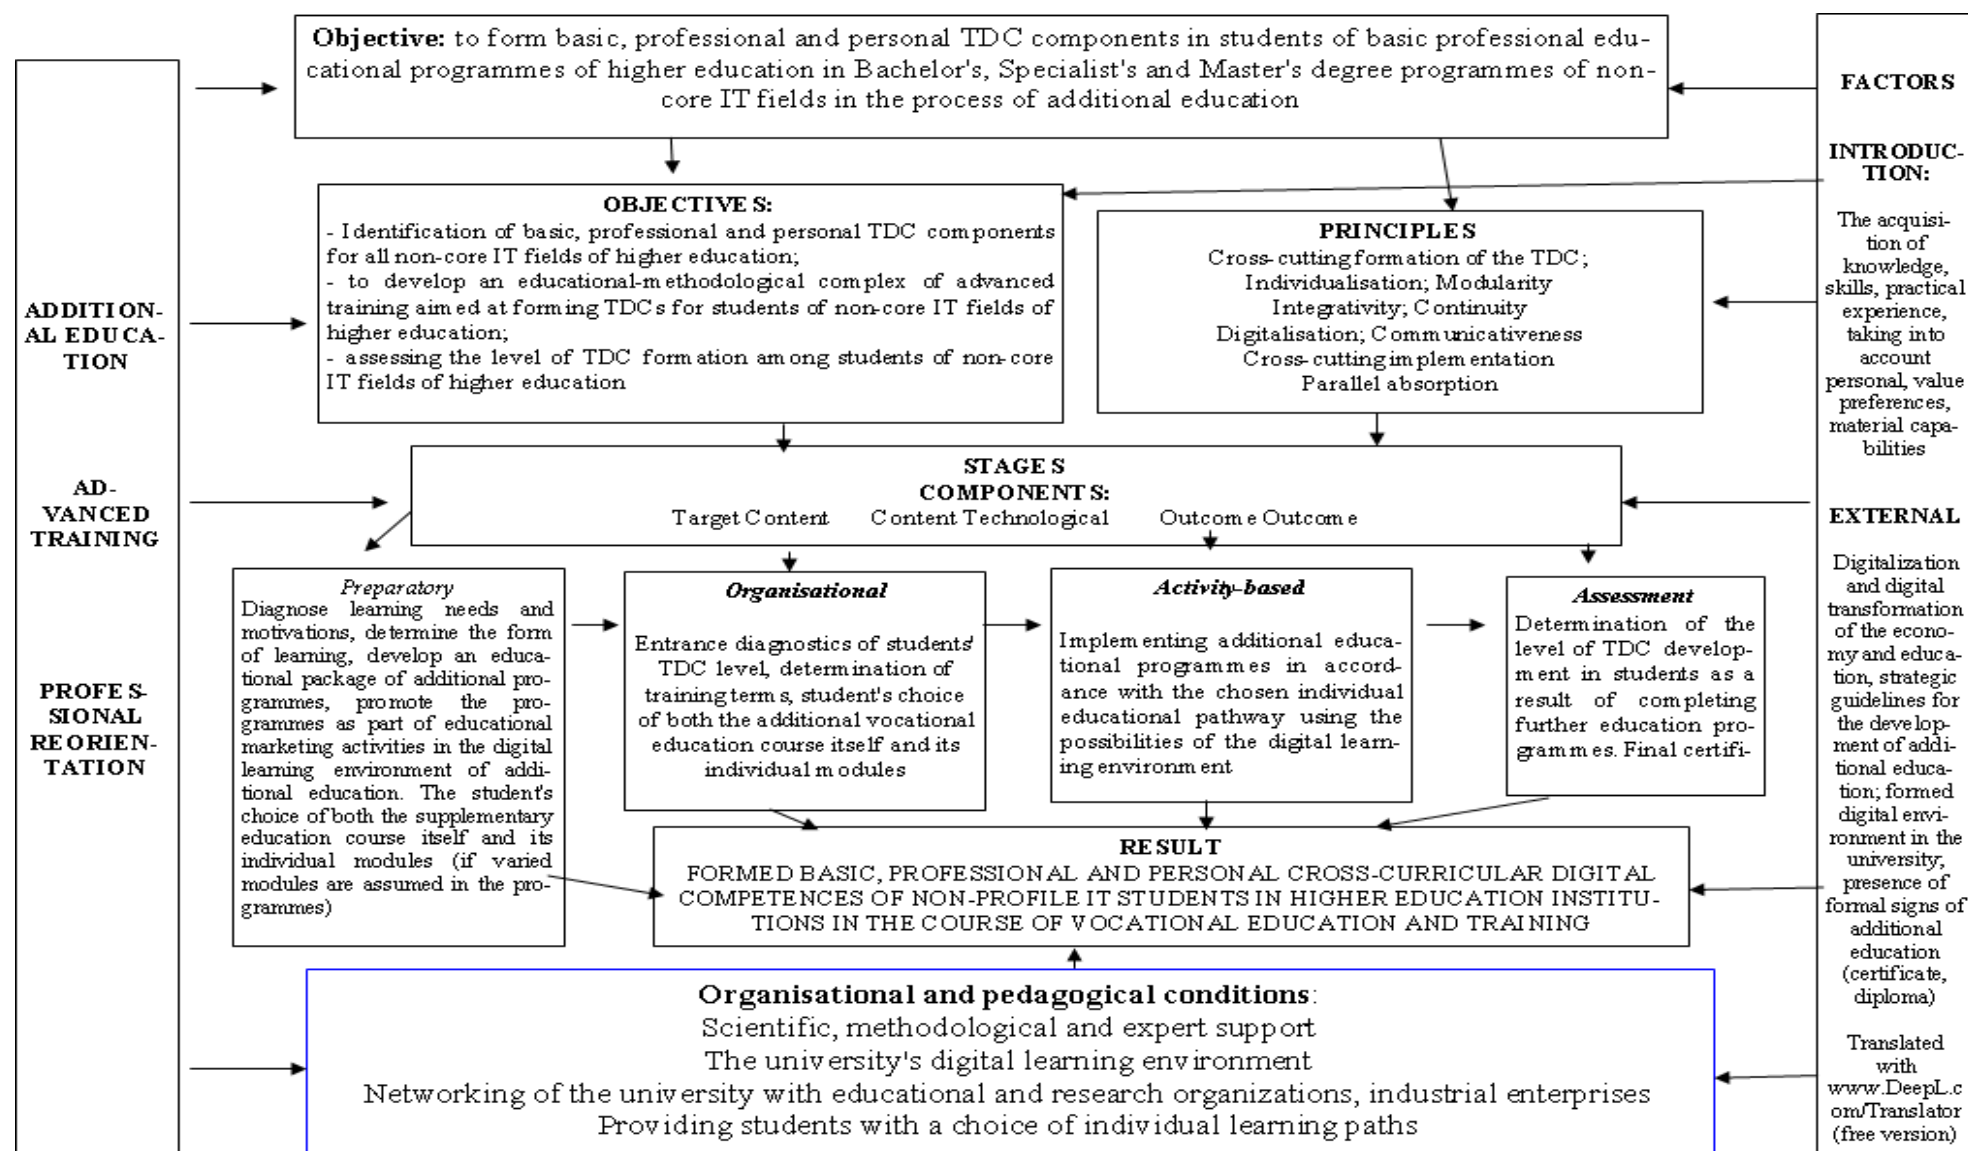 Objective: to form basic, professional and personal TDC components in students of basic professional edu-
cational programmes of higher education in Bachelor's, Specialist's and Master's degree programmes of non-
core IT fields in the process of additional education
ADDITION-
AL EDUCA-
TION
AD-
VANCED
TRAINING
PROFES-
SIONAL
REORIEN-
TATION
OBJECTIVES:
- Identification of basic, professional and personal TDC components
for all non-core IT fields of higher education;
- to develop an educational-methodological complex of advanced
training aimed at forming TDCs for students of non-core IT fields of
higher education;
- assessing the level of TDC formation among students of non-core
IT fields of higher education
PRINCIPLES
Cross-cutting formation of the TDC;
Individualisation; Modularity
Integrativity; Continuity
Digitalisation; Communicativeness
Cross-cutting implementation
Parallel absorption
STAGES
COMPONENTS:
Target Content Content Technological Outcome Outcome
Preparatory
Diagnose learning needs and
motivations, determine the form
of learning, develop an educa-
tional package of additional pro-
grammes, promote the pro-
grammes as part of educational
marketing activities in the digital
learning environment of addi-
tional education. The student's
choice of both the supplementary
education course itself and its
individual modules (if varied
modules are assumed in the pro-
grammes)
Organisational
Entrance diagnostics of students'
TDC level, determination of
training terms, student's choice
of both the additional vocational
education course itself and its
individual modules
Activity-based
Implementing additional educa-
tional programmes in accord-
ance with the chosen individual
educational pathway using the
possibilities of the digital learn-
ing environment
Assessment
Determination of the
level of TDC develop-
ment in students as a
result of completing
further education pro-
grammes. Final certifi-
RESULT
FORMED BASIC, PROFESSIONAL AND PERSONAL CROSS-CURRICULAR DIGITAL
COMPETENCES OF NON-PROFILE IT STUDENTS IN HIGHER EDUCATION INSTITU-
TIONS IN THE COURSE OF VOCATIONAL EDUCATION AND TRAINING
Organisational and pedagogical conditions:
Scientific, methodological and expert support
The university's digital learning environment
Networking of the university with educational and research organizations, industrial enterprises
Providing students with a choice of individual learning paths
FACTORS
INTRODUC-
TION:
The acquisi-
tion of
knowledge,
skills, practical
experience,
taking into
account
personal, value
preferences,
material capa-
bilities
EXTERNAL
Digitalization
and digital
transformation
of the econo-
my and educa-
tion, strategic
guidelines for
the develop-
ment of addi-
tional educa-
tion; formed
digital envi-
ronment in the
university;
presence of
formal signs of
additional
education
(certificate,
diploma)
Translated
with
www.DeepL.c
om/Translator
(free version)